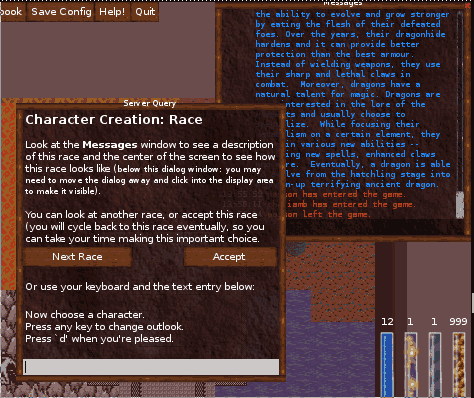 book Save Config Help! Quit
Messages
the ability to evolve and grow stronger
by eating the flesh of their defeated
foes. Over the years, their dragonhide
hardens and it can provide better
protection than the best armour.
Instead of wielding weapons, they use
their sharp and lethal claws in
combat. Moreover, dragons have a
natural talent for magic. Dragons are
interested in the lore of the
and usually choose to
While focusing their
on a certain element, they
in various new abilities --
new spells, enhanced claws
Eventually, a dragon is able
from the hatchling stage into
terrifying ancient dragon.
has entered the game.
has entered the game.
left the game.
Server Query
Character Creation: Race
Look at the Messages window to see a description
of this race and the center of the screen to see how
this race looks like (below this dialog window: you may
need to move the dialog away and click into the display area
to make it visible).
You can look at another race, or accept this race
(you will cycle back to this race eventually, so you
can take your time making this important choice.
Next Race Accept
Or use your keyboard and the text entry below:
Now choose a character.
Press any key to change outlook.
Press `d' when you're pleased.
12 1 1 999